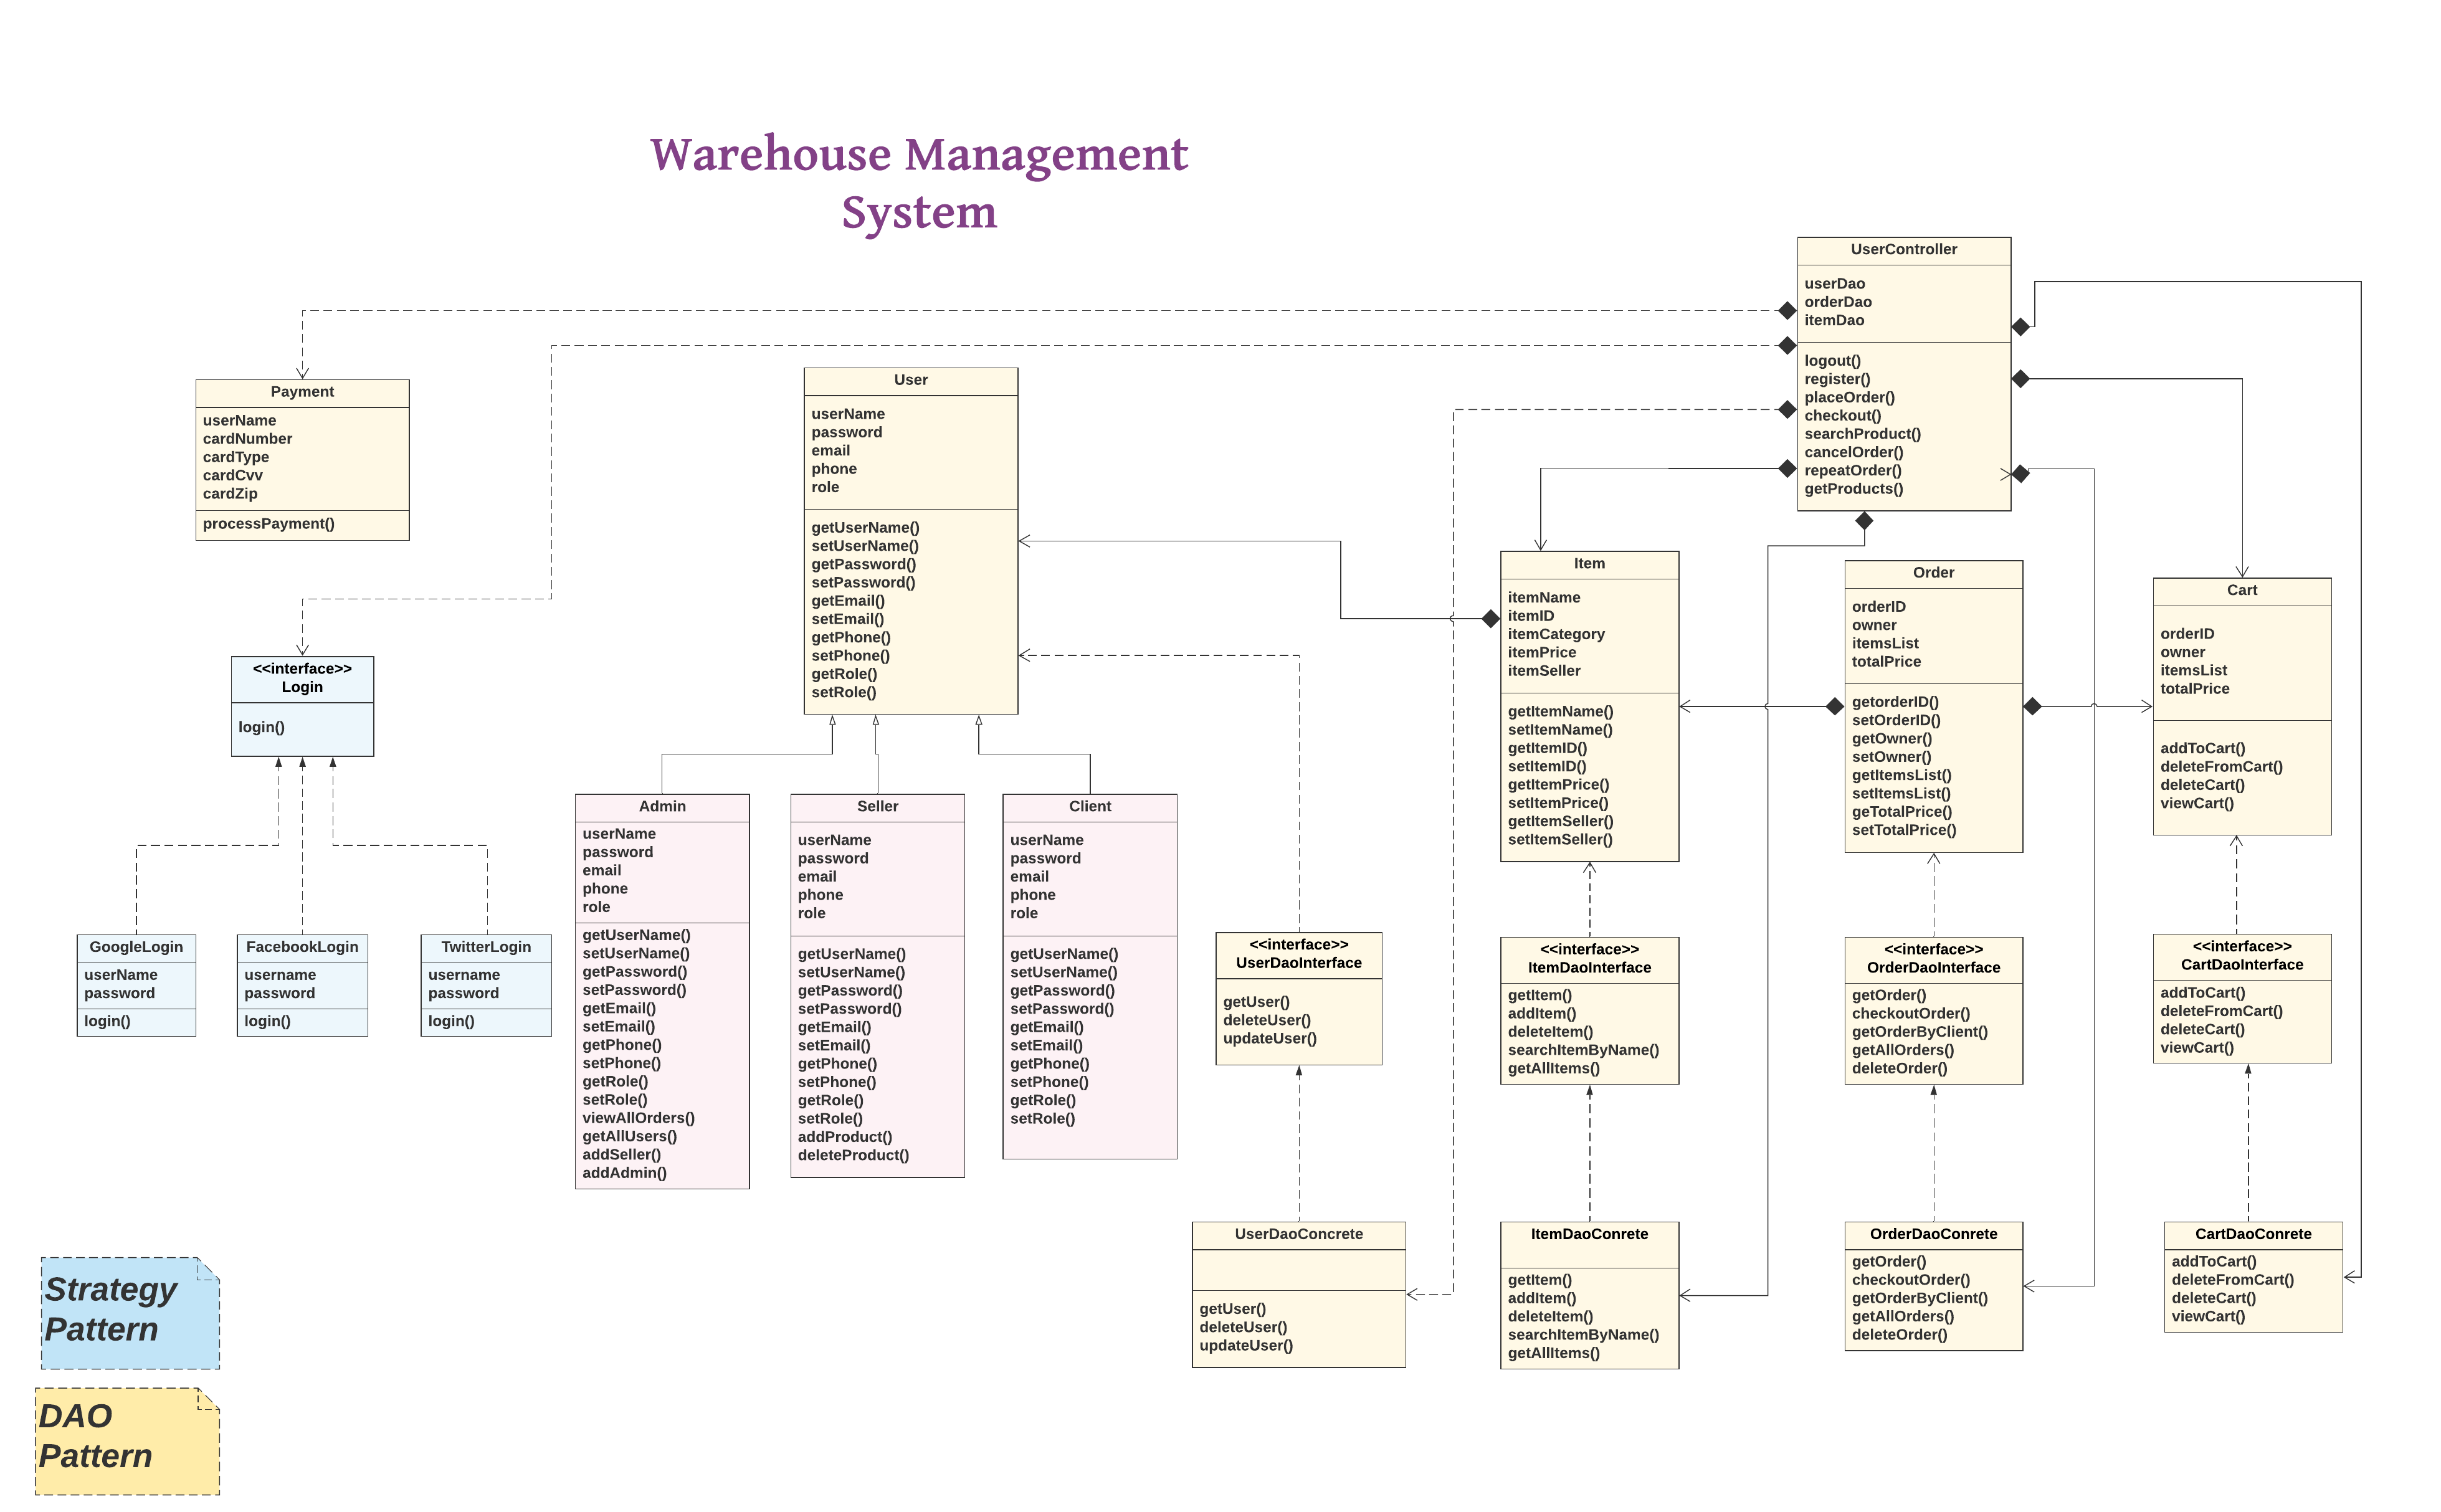 Warehouse Management
System
UserController
userDao
orderDao
itemDao
logout()
register()
placeOrder()
checkout()
searchProduct()
cancelOrder()
repeatOrder()
getProducts()
Payment
userName
cardNumber
cardType
cardCvv
cardZip
processPayment()
User
userName
password
email
phone
role
getUserName()
setUserName()
getPassword()
setPassword()
getEmail()
setEmail()
getPhone()
setPhone()
getRole()
setRole()
Item
itemName
itemID
itemCategory
itemPrice
itemSeller
getItemName()
setItemName()
getItemID()
setItemID()
getItemPrice()
setItemPrice()
getItemSeller()
setItemSeller()
Order
orderID
owner
itemsList
totalPrice
getorderID()
setOrderID()
getOwner()
setOwner()
getItemsList()
setItemsList()
geTotalPrice()
setTotalPrice()
Cart
orderID
owner
itemsList
totalPrice
addToCart()
deleteFromCart()
deleteCart()
viewCart()
<<interface>>
Login
login()
Admin
userName
password
email
phone
role
getUserName()
setUserName()
getPassword()
setPassword()
getEmail()
setEmail()
getPhone()
setPhone()
getRole()
setRole()
viewAllOrders()
getAllUsers()
addSeller()
addAdmin()
Seller
userName
password
email
phone
role
getUserName()
setUserName()
getPassword()
setPassword()
getEmail()
setEmail()
getPhone()
setPhone()
getRole()
setRole()
addProduct()
deleteProduct()
Client
userName
password
email
phone
role
getUserName()
setUserName()
getPassword()
setPassword()
getEmail()
setEmail()
getPhone()
setPhone()
getRole()
setRole()
GoogleLogin
userName
password
login()
FacebookLogin
username
password
login()
TwitterLogin
username
password
login()
<<interface>>
UserDaoInterface
getUser()
deleteUser()
updateUser()
<<interface>>
ItemDaoInterface
getItem()
addItem()
deleteItem()
searchItemByName()
getAllItems()
<<interface>>
OrderDaoInterface
getOrder()
checkoutOrder()
getOrderByClient()
getAllOrders()
deleteOrder()
<<interface>>
CartDaoInterface
addToCart()
deleteFromCart()
deleteCart()
viewCart()
UserDaoConcrete
getUser()
deleteUser()
updateUser()
ItemDaoConrete
getItem()
addItem()
deleteItem()
searchItemByName()
getAllItems()
OrderDaoConrete
getOrder()
checkoutOrder()
getOrderByClient()
getAllOrders()
deleteOrder()
CartDaoConrete
addToCart()
deleteFromCart()
deleteCart()
viewCart()
Strategy
Pattern
DAO
Pattern